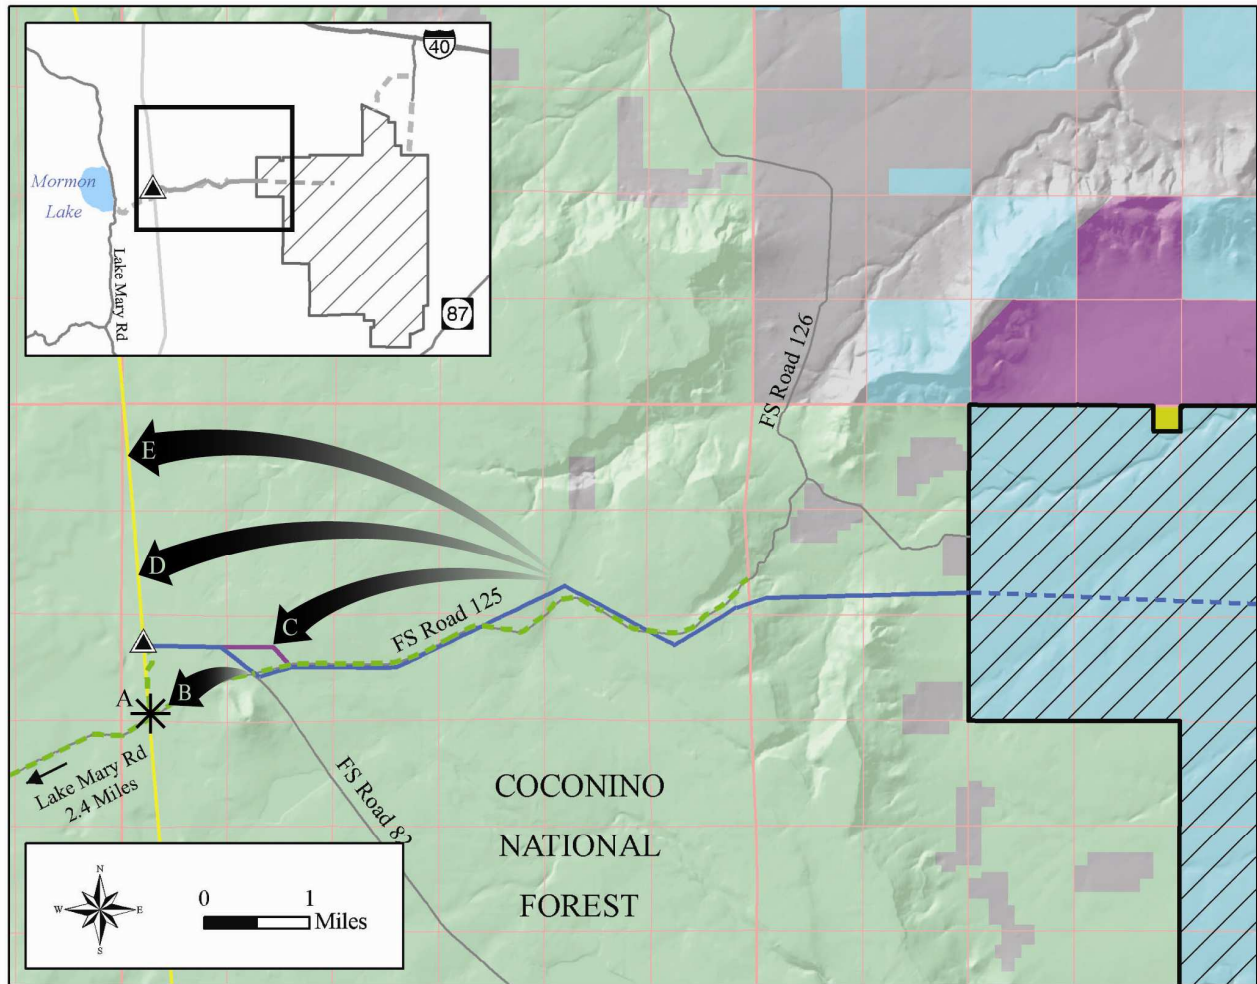 40
Mormon
Lake
Lake Mary Rd
87
FS Road 126
E
D
C
FS Road 125
B
A
Lake Mary Rd
2.4 Miles
FS Road 82
COCONINO
NATIONAL
FOREST
N
W E
S
0 1
Miles